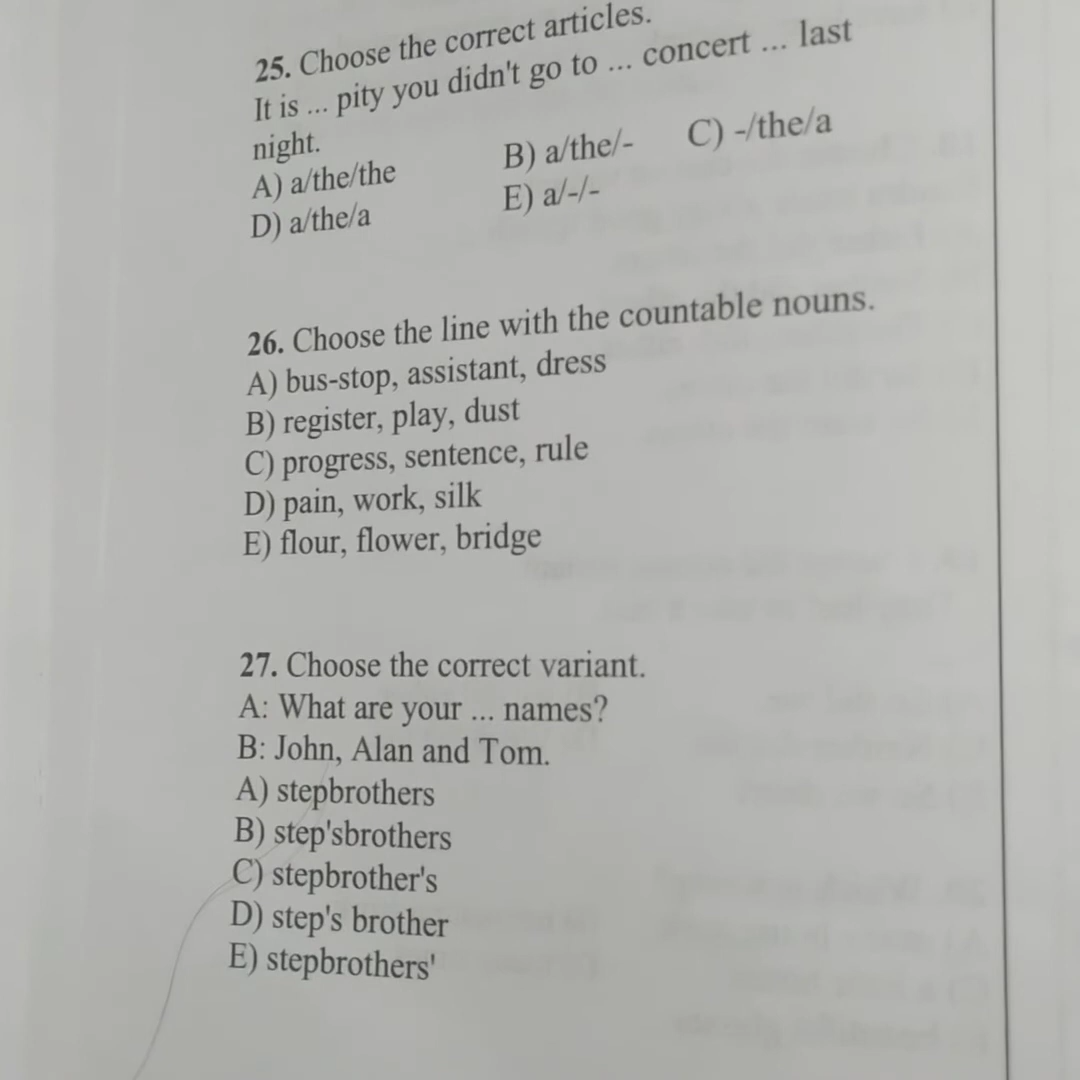 25. Choose the correct articles.
It is ... pity you didn't go to ... concert ... last
night.
A) a/the/the B) a/the/- C) -/the/a
D) a/the/a E) a/-/-
26. Choose the line with the countable nouns.
A) bus-stop, assistant, dress
B) register, play, dust
C) progress, sentence, rule
D) pain, work, silk
E) flour, flower, bridge
27. Choose the correct variant.
A: What are your ... names?
B: John, Alan and Tom.
A) stepbrothers
B) step'sbrothers
C) stepbrother's
D) step's brother
E) stepbrothers'